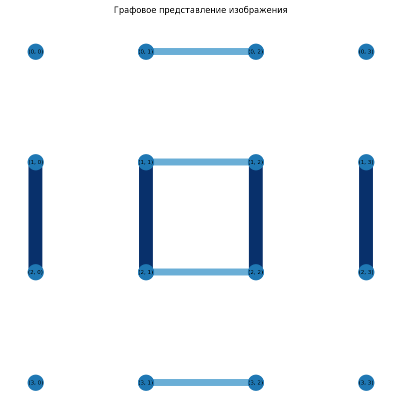 Графовое представление изображения
(0, 0) (0, 1) (0, 2) (0, 3)
(1, 0) (1, 1) (1, 2) (1, 3)
(2, 0) (2, 1) (2, 2) (2, 3)
(3, 0) (3, 1) (3, 2) (3, 3)